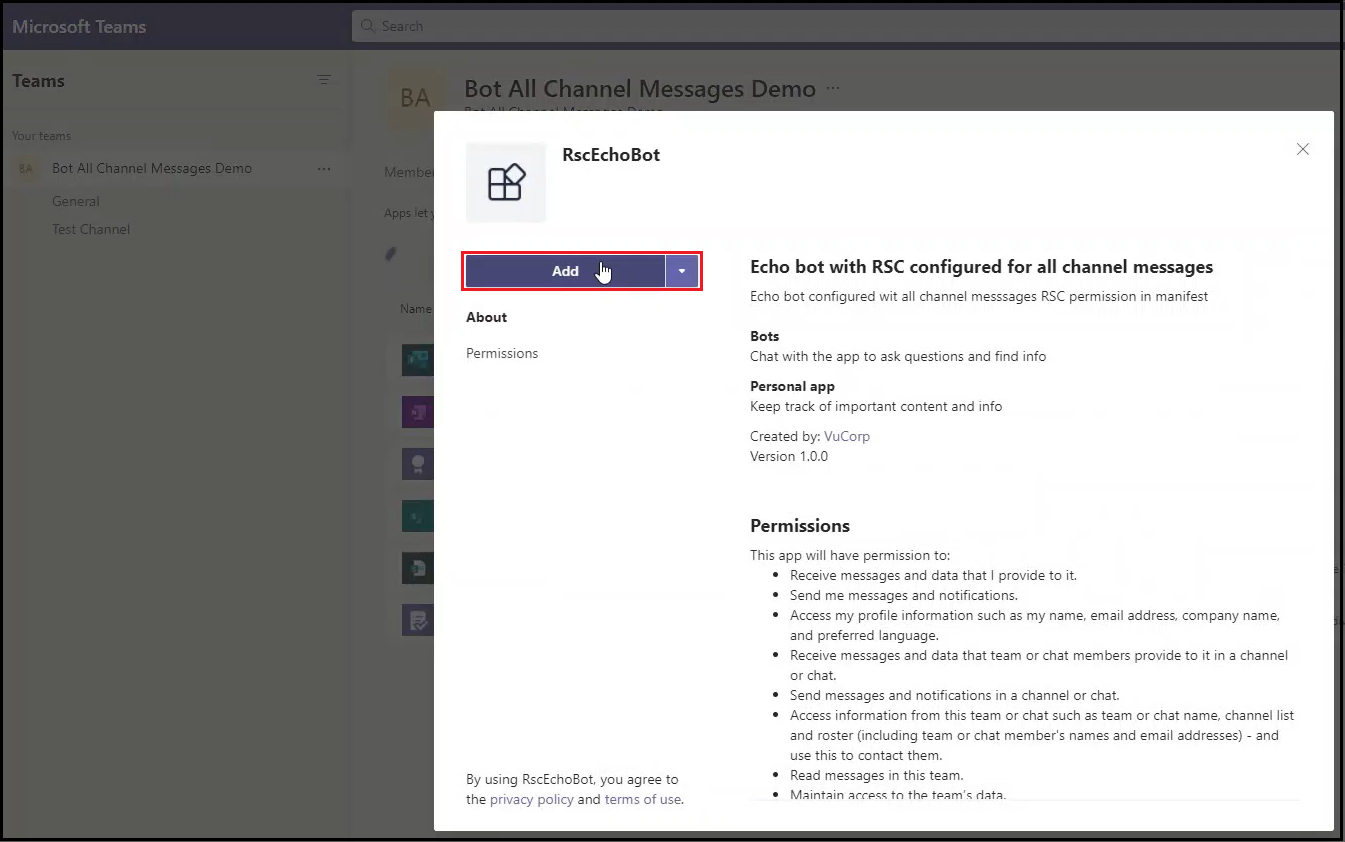 Microsoft Teams
Search
Teams
Your teams
BA
Bot All Channel Messages Demo
...
General
Test Channel
BA
Bot All Channel Messages Demo ...
Bot All Channel Messages Demo
Member
Apps let y
Name
RscEchoBot
Add
About
Permissions
By using RscEchoBot, you agree to
the privacy policy and terms of use.
Echo bot with RSC configured for all channel messages
Echo bot configured wit all channel messsages RSC permission in manifest
Bots
Chat with the app to ask questions and find info
Personal app
Keep track of important content and info
Created by: VuCorp
Version 1.0.0
Permissions
This app will have permission to:
• Receive messages and data that I provide to it.
• Send me messages and notifications.
• Access my profile information such as my name, email address, company name,
and preferred language.
• Receive messages and data that team or chat members provide to it in a channel
or chat.
• Send messages and notifications in a channel or chat.
• Access information from this team or chat such as team or chat name, channel list
and roster (including team or chat member's names and email addresses) - and
use this to contact them.
• Read messages in this team.
• Maintain access to the team's data.